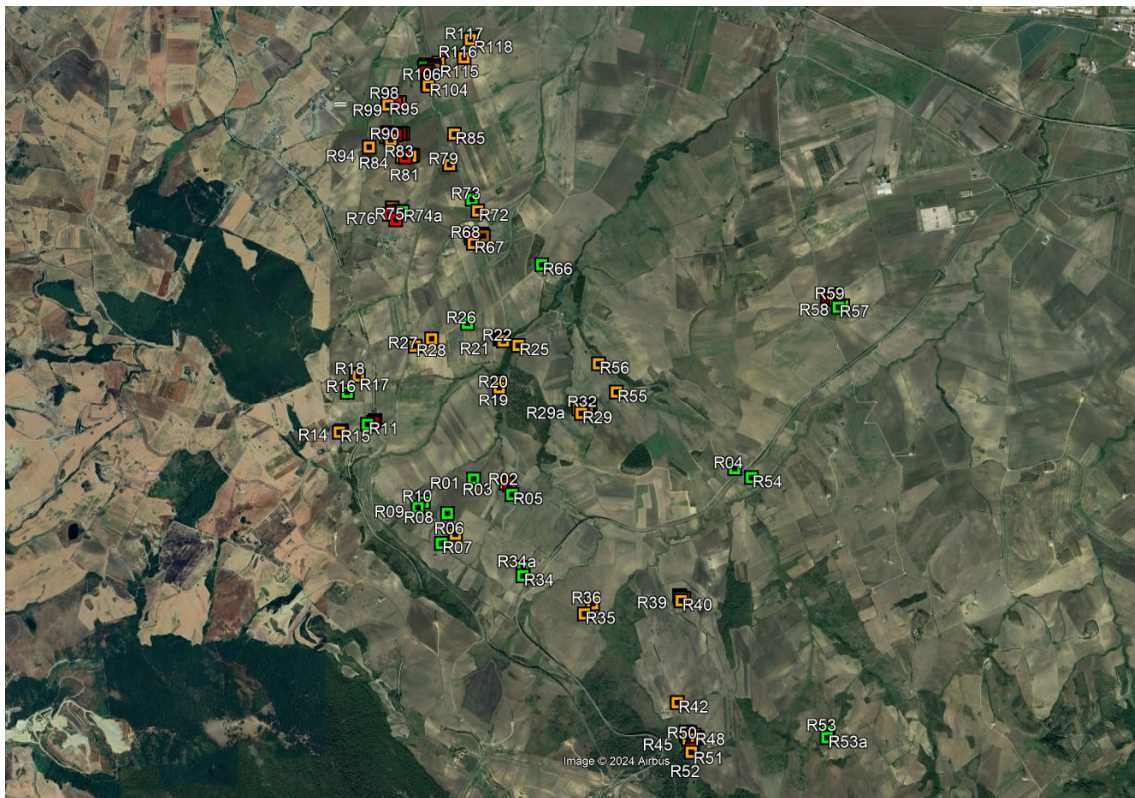 R117
R118
R116
R115
R106
R104
R98
R99
R95
R90
R85
R94
R83
R84
R79
R81
R73
R76
R75
R74a
R72
R68
R67
R66
R59
R58
R57
R26
R22
R27
R28
R21
R25
R18
R17
R16
R56
R20
R19
R55
R32
R29a
R29
R14
R15
R11
R04
R54
R01
R02
R03
R05
R10
R09
R08
R06
R07
R34a
R34
R36
R35
R39
R40
R42
R50
R45
R48
R53
R53a
R51
R52
Image © 2024 Airbus